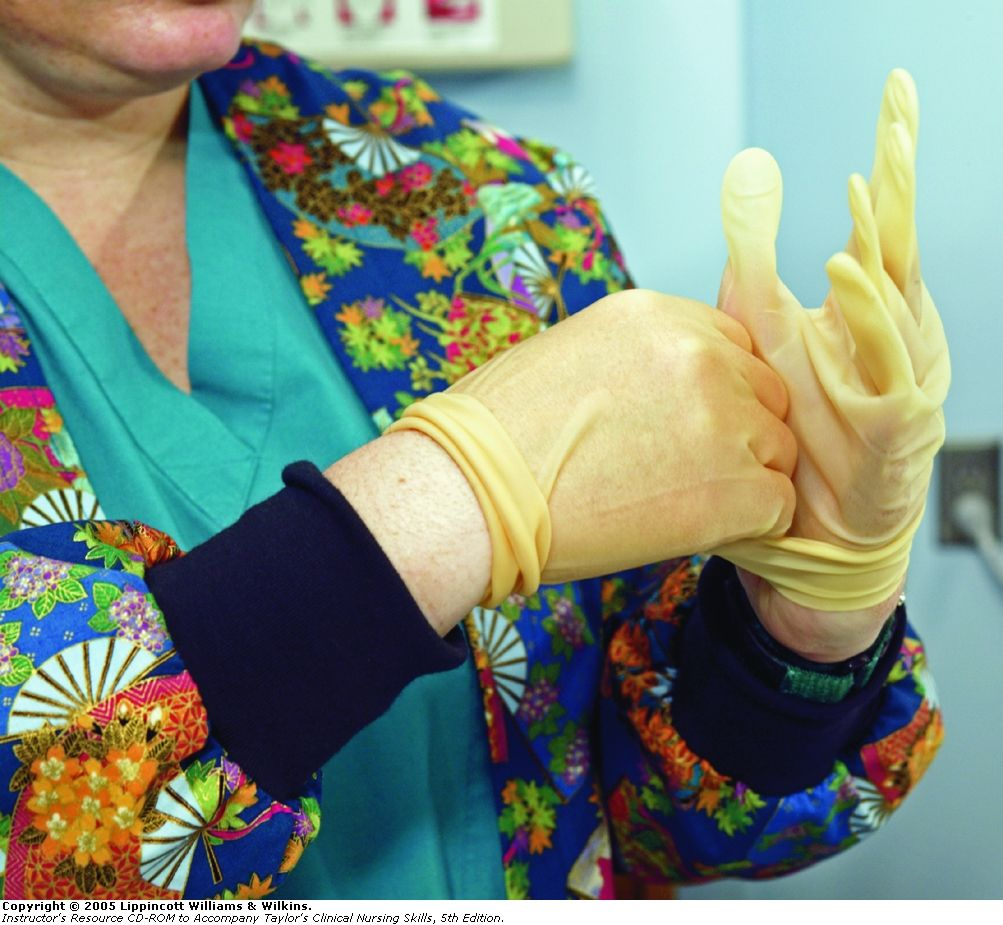 Copyright © 2005 Lippincott Williams & Wilkins.
Instructor's Resource CD-ROM to Accompany Taylor's Clinical Nursing Skills, 5th Edition.